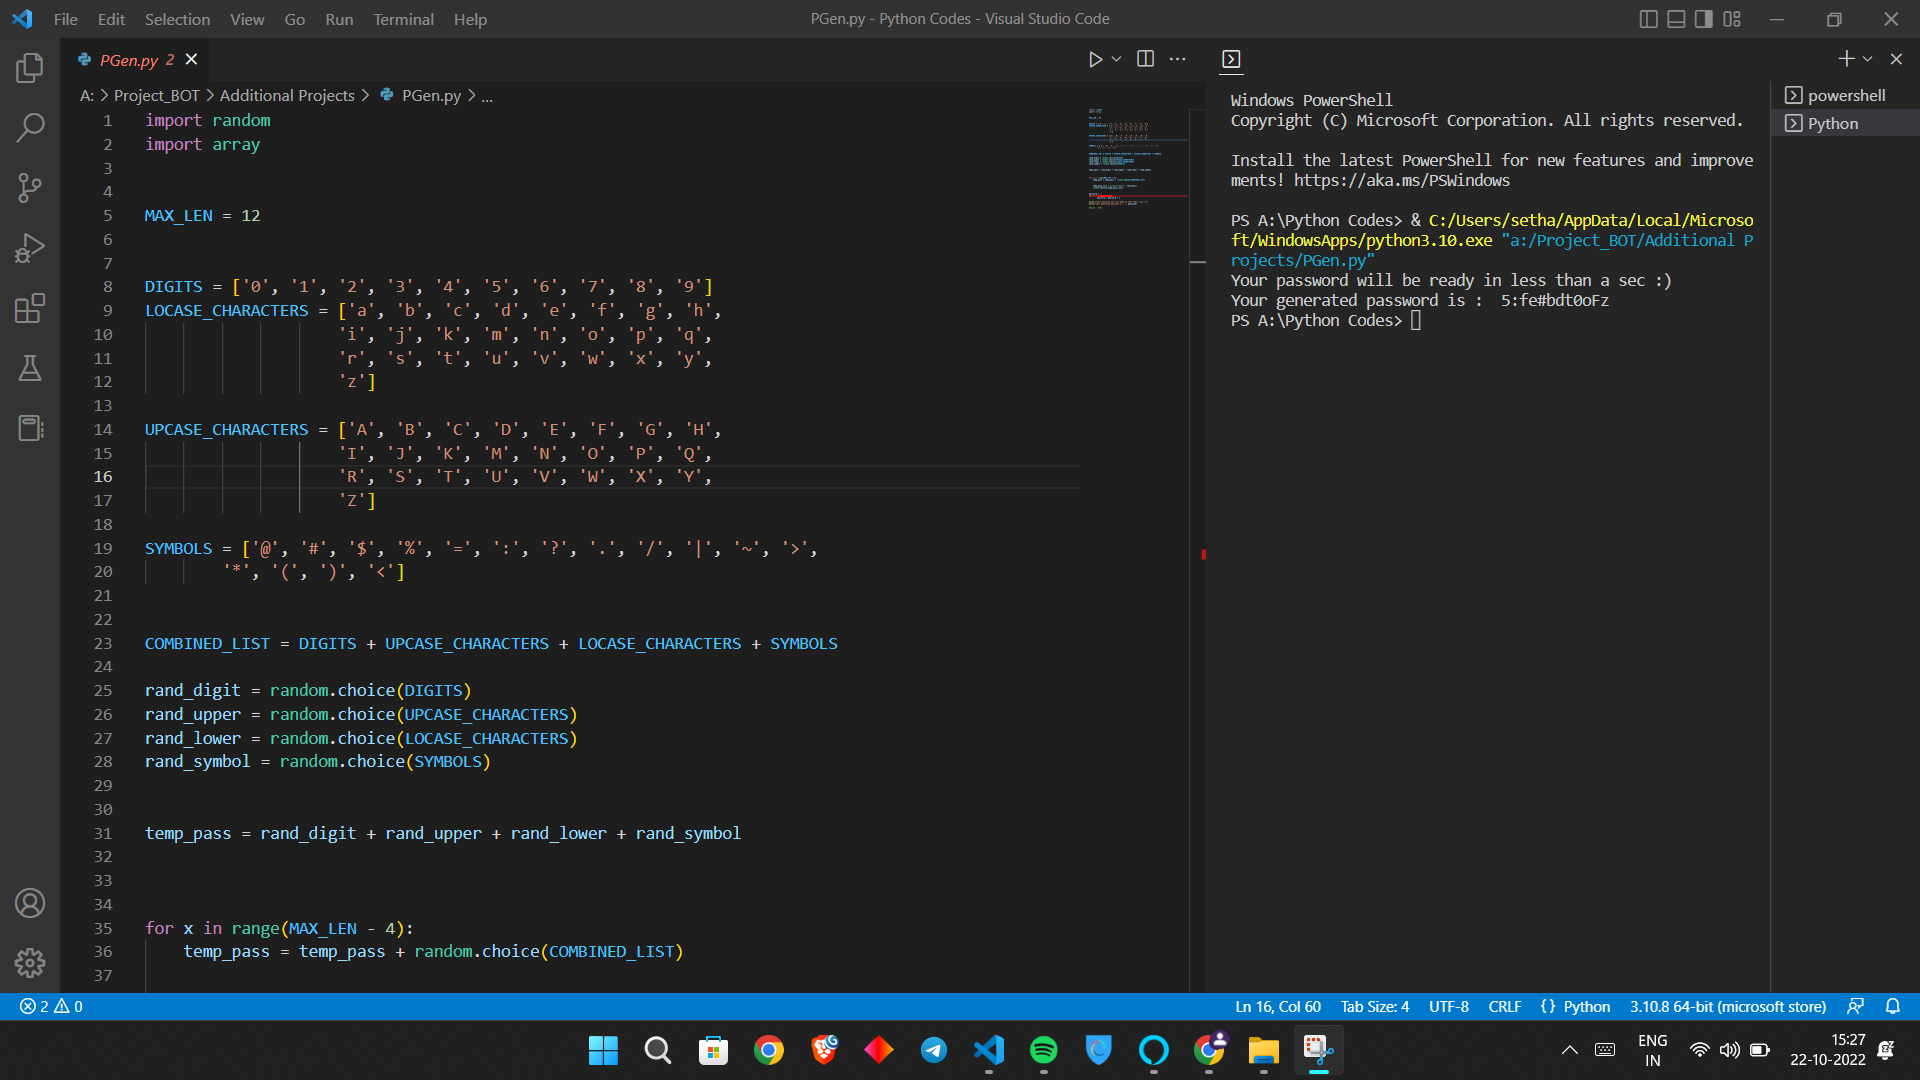 File Edit Selection View Go Run Terminal Help
PGen.py - Python Codes - Visual Studio Code
PGen.py 2
A: > Project_BOT > Additional Projects > PGen.py > ...
1 import random
2 import array
3
4
5 MAX_LEN = 12
6
7
8 DIGITS = ['0', '1', '2', '3', '4', '5', '6', '7', '8', '9']
9 LOCASE_CHARACTERS = ['a', 'b', 'c', 'd', 'e', 'f', 'g', 'h',
10 'i', 'j', 'k', 'm', 'n', 'o', 'p', 'q',
11 'r', 's', 't', 'u', 'v', 'w', 'x', 'y',
12 'z']
13
14 UPCASE_CHARACTERS = ['A', 'B', 'C', 'D', 'E', 'F', 'G', 'H',
15 'I', 'J', 'K', 'M', 'N', 'O', 'P', 'Q',
16 'R', 'S', 'T', 'U', 'V', 'W', 'X', 'Y',
17 'Z']
18
19 SYMBOLS = ['@', '#', '$', '%', '=', ':', '?', '.', '/', '|', '~', '>',
20 '*', '(', ')', '<']
21
22
23 COMBINED_LIST = DIGITS + UPCASE_CHARACTERS + LOCASE_CHARACTERS + SYMBOLS
24
25 rand_digit = random.choice(DIGITS)
26 rand_upper = random.choice(UPCASE_CHARACTERS)
27 rand_lower = random.choice(LOCASE_CHARACTERS)
28 rand_symbol = random.choice(SYMBOLS)
29
30
31 temp_pass = rand_digit + rand_upper + rand_lower + rand_symbol
32
33
34
35 for x in range(MAX_LEN - 4):
36 temp_pass = temp_pass + random.choice(COMBINED_LIST)
37
Windows PowerShell
Copyright (C) Microsoft Corporation. All rights reserved.
Install the latest PowerShell for new features and improve
ments! https://aka.ms/PSWindows
PS A:\Python Codes> & C:/Users/setha/AppData/Local/Microso
ft/WindowsApps/python3.10.exe "a:/Project_BOT/Additional P
rojects/PGen.py"
Your password will be ready in less than a sec :)
Your generated password is :  5:fe#bdt0oFz
PS A:\Python Codes>
powershell
Python
2 0
Ln 16, Col 60 Tab Size: 4 UTF-8 CRLF {} Python 3.10.8 64-bit (microsoft store)
ENG
IN
15:27
22-10-2022